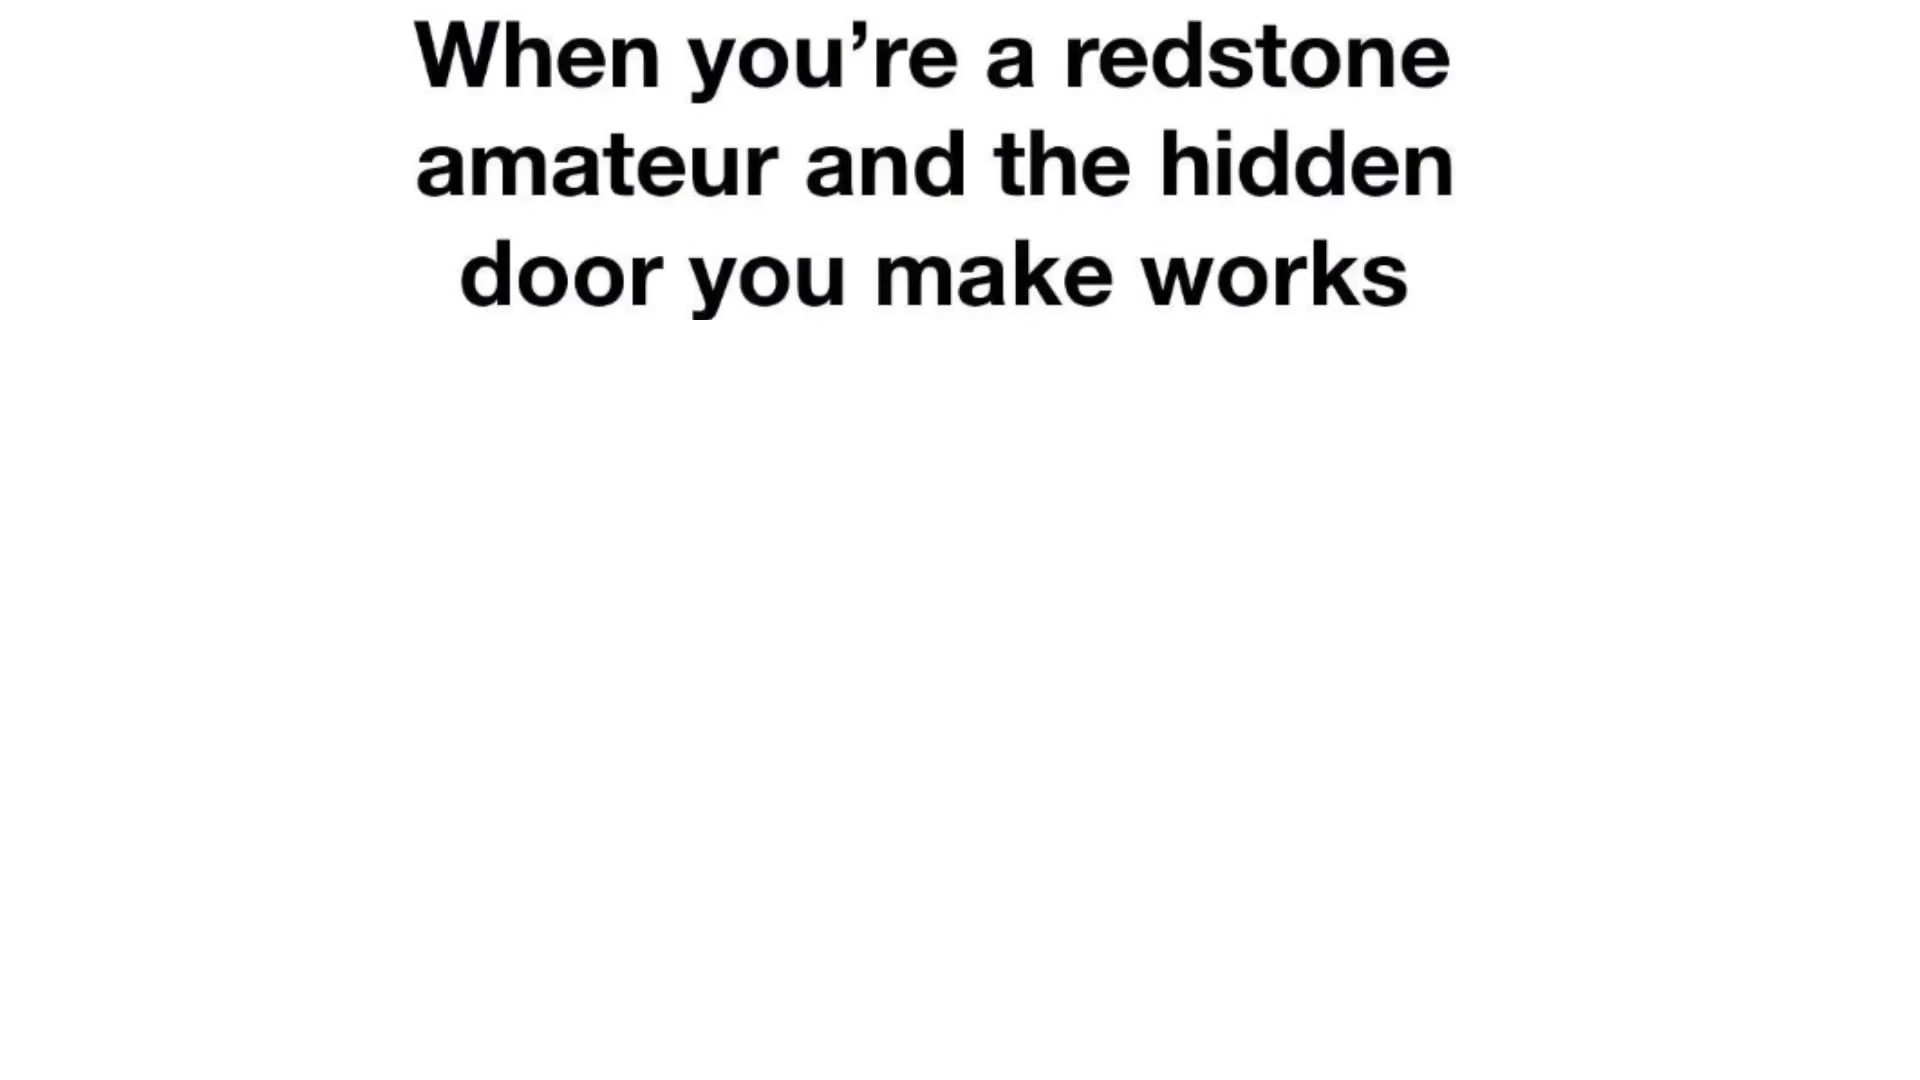 When you’re a redstone
amateur and the hidden
door you make works